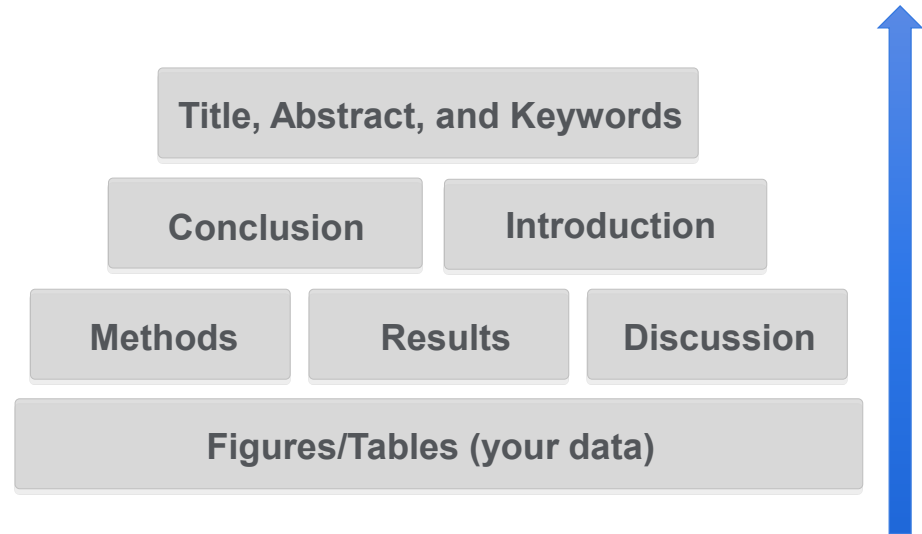 Title, Abstract, and Keywords
Conclusion
Introduction
Methods
Results
Discussion
Figures/Tables (your data)